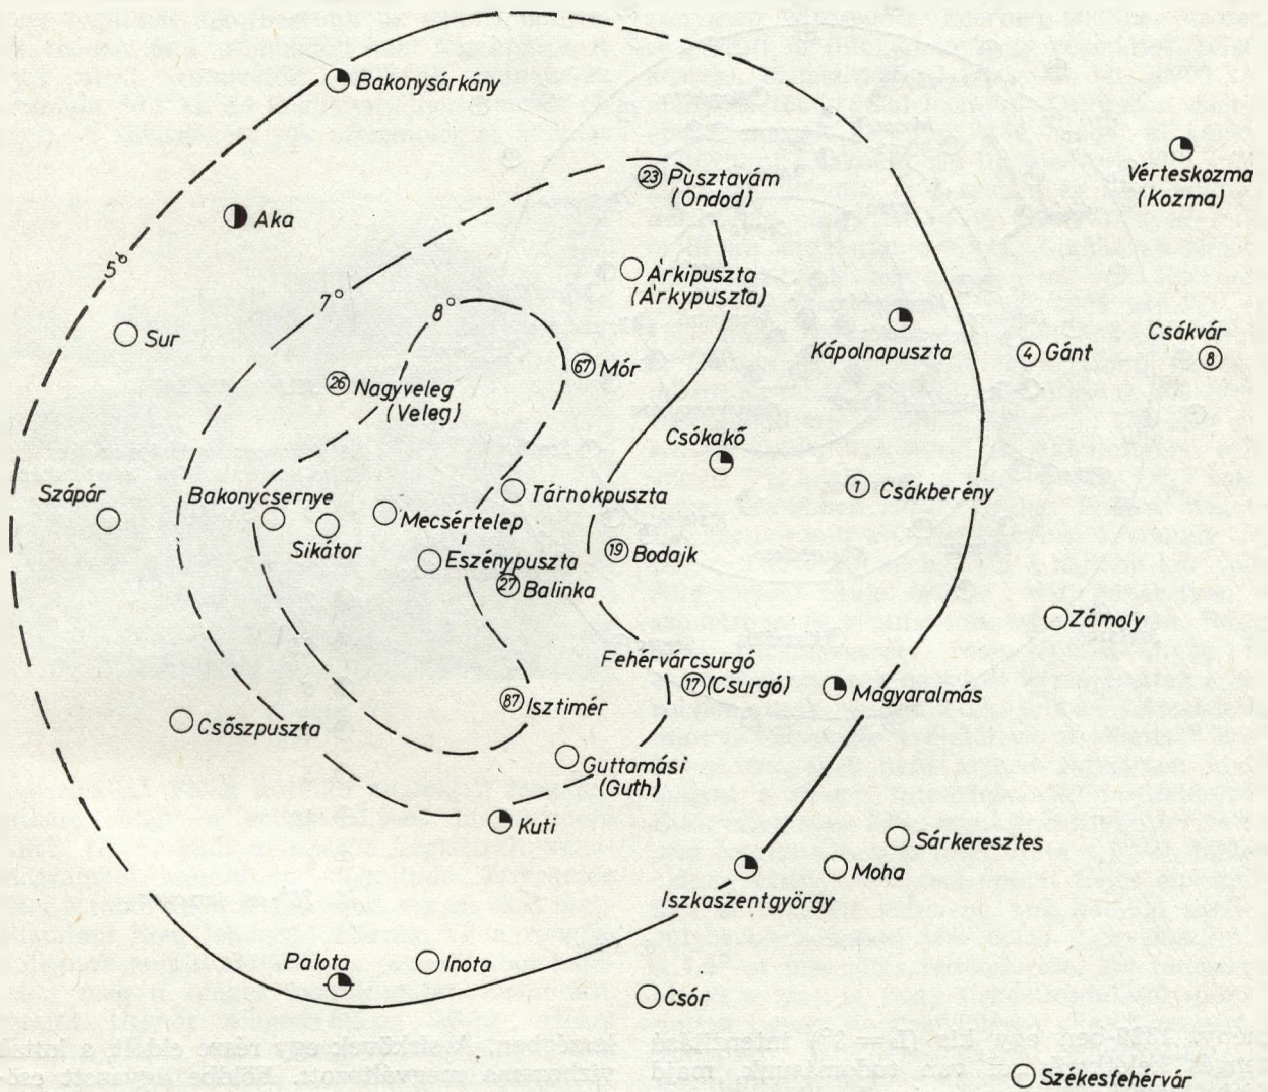 Bakonysárkány
23 Pusztavám
(Ondod)
Vérteskozma
(Kozma)
Aka
5°
Árkipuszta
(Árkypuszta)
7°
8°
Sur
Kápolnapuszta
4 Gánt
Csákvár
8
67 Mór
26 Nagyveleg
(Veleg)
Csókakő
Szápár
Bakonycsernye
Tárnokpuszta
1 Csákberény
Mecsértelep
Sikátor
19 Bodajk
Eszénypuszta
27 Balinka
Zámoly
Fehérvárcsurgó
17 (Csurgó)
Magyaralmás
87 Isztimér
Csőszpuszta
Guttamási
(Guth)
Kuti
Sárkeresztes
Moha
Iszkaszentgyörgy
Palota
Inota
Csór
Székesfehérvár